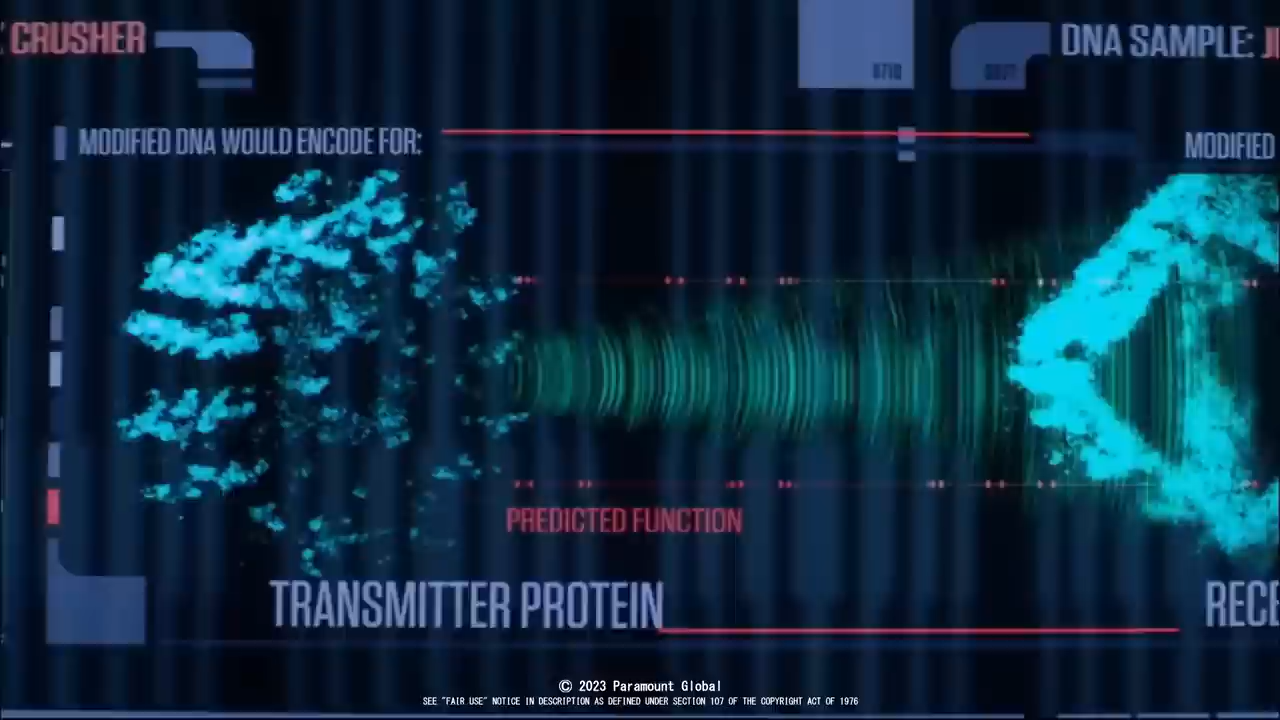 CRUSHER
DNA SAMPLE:
MODIFIED DNA WOULD ENCODE FOR:
MODIFIED
PREDICTED FUNCTION
TRANSMITTER PROTEIN
© 2023 Paramount Global
SEE "FAIR USE" NOTICE IN DESCRIPTION AS DEFINED UNDER SECTION 107 OF THE COPYRIGHT ACT OF 1976